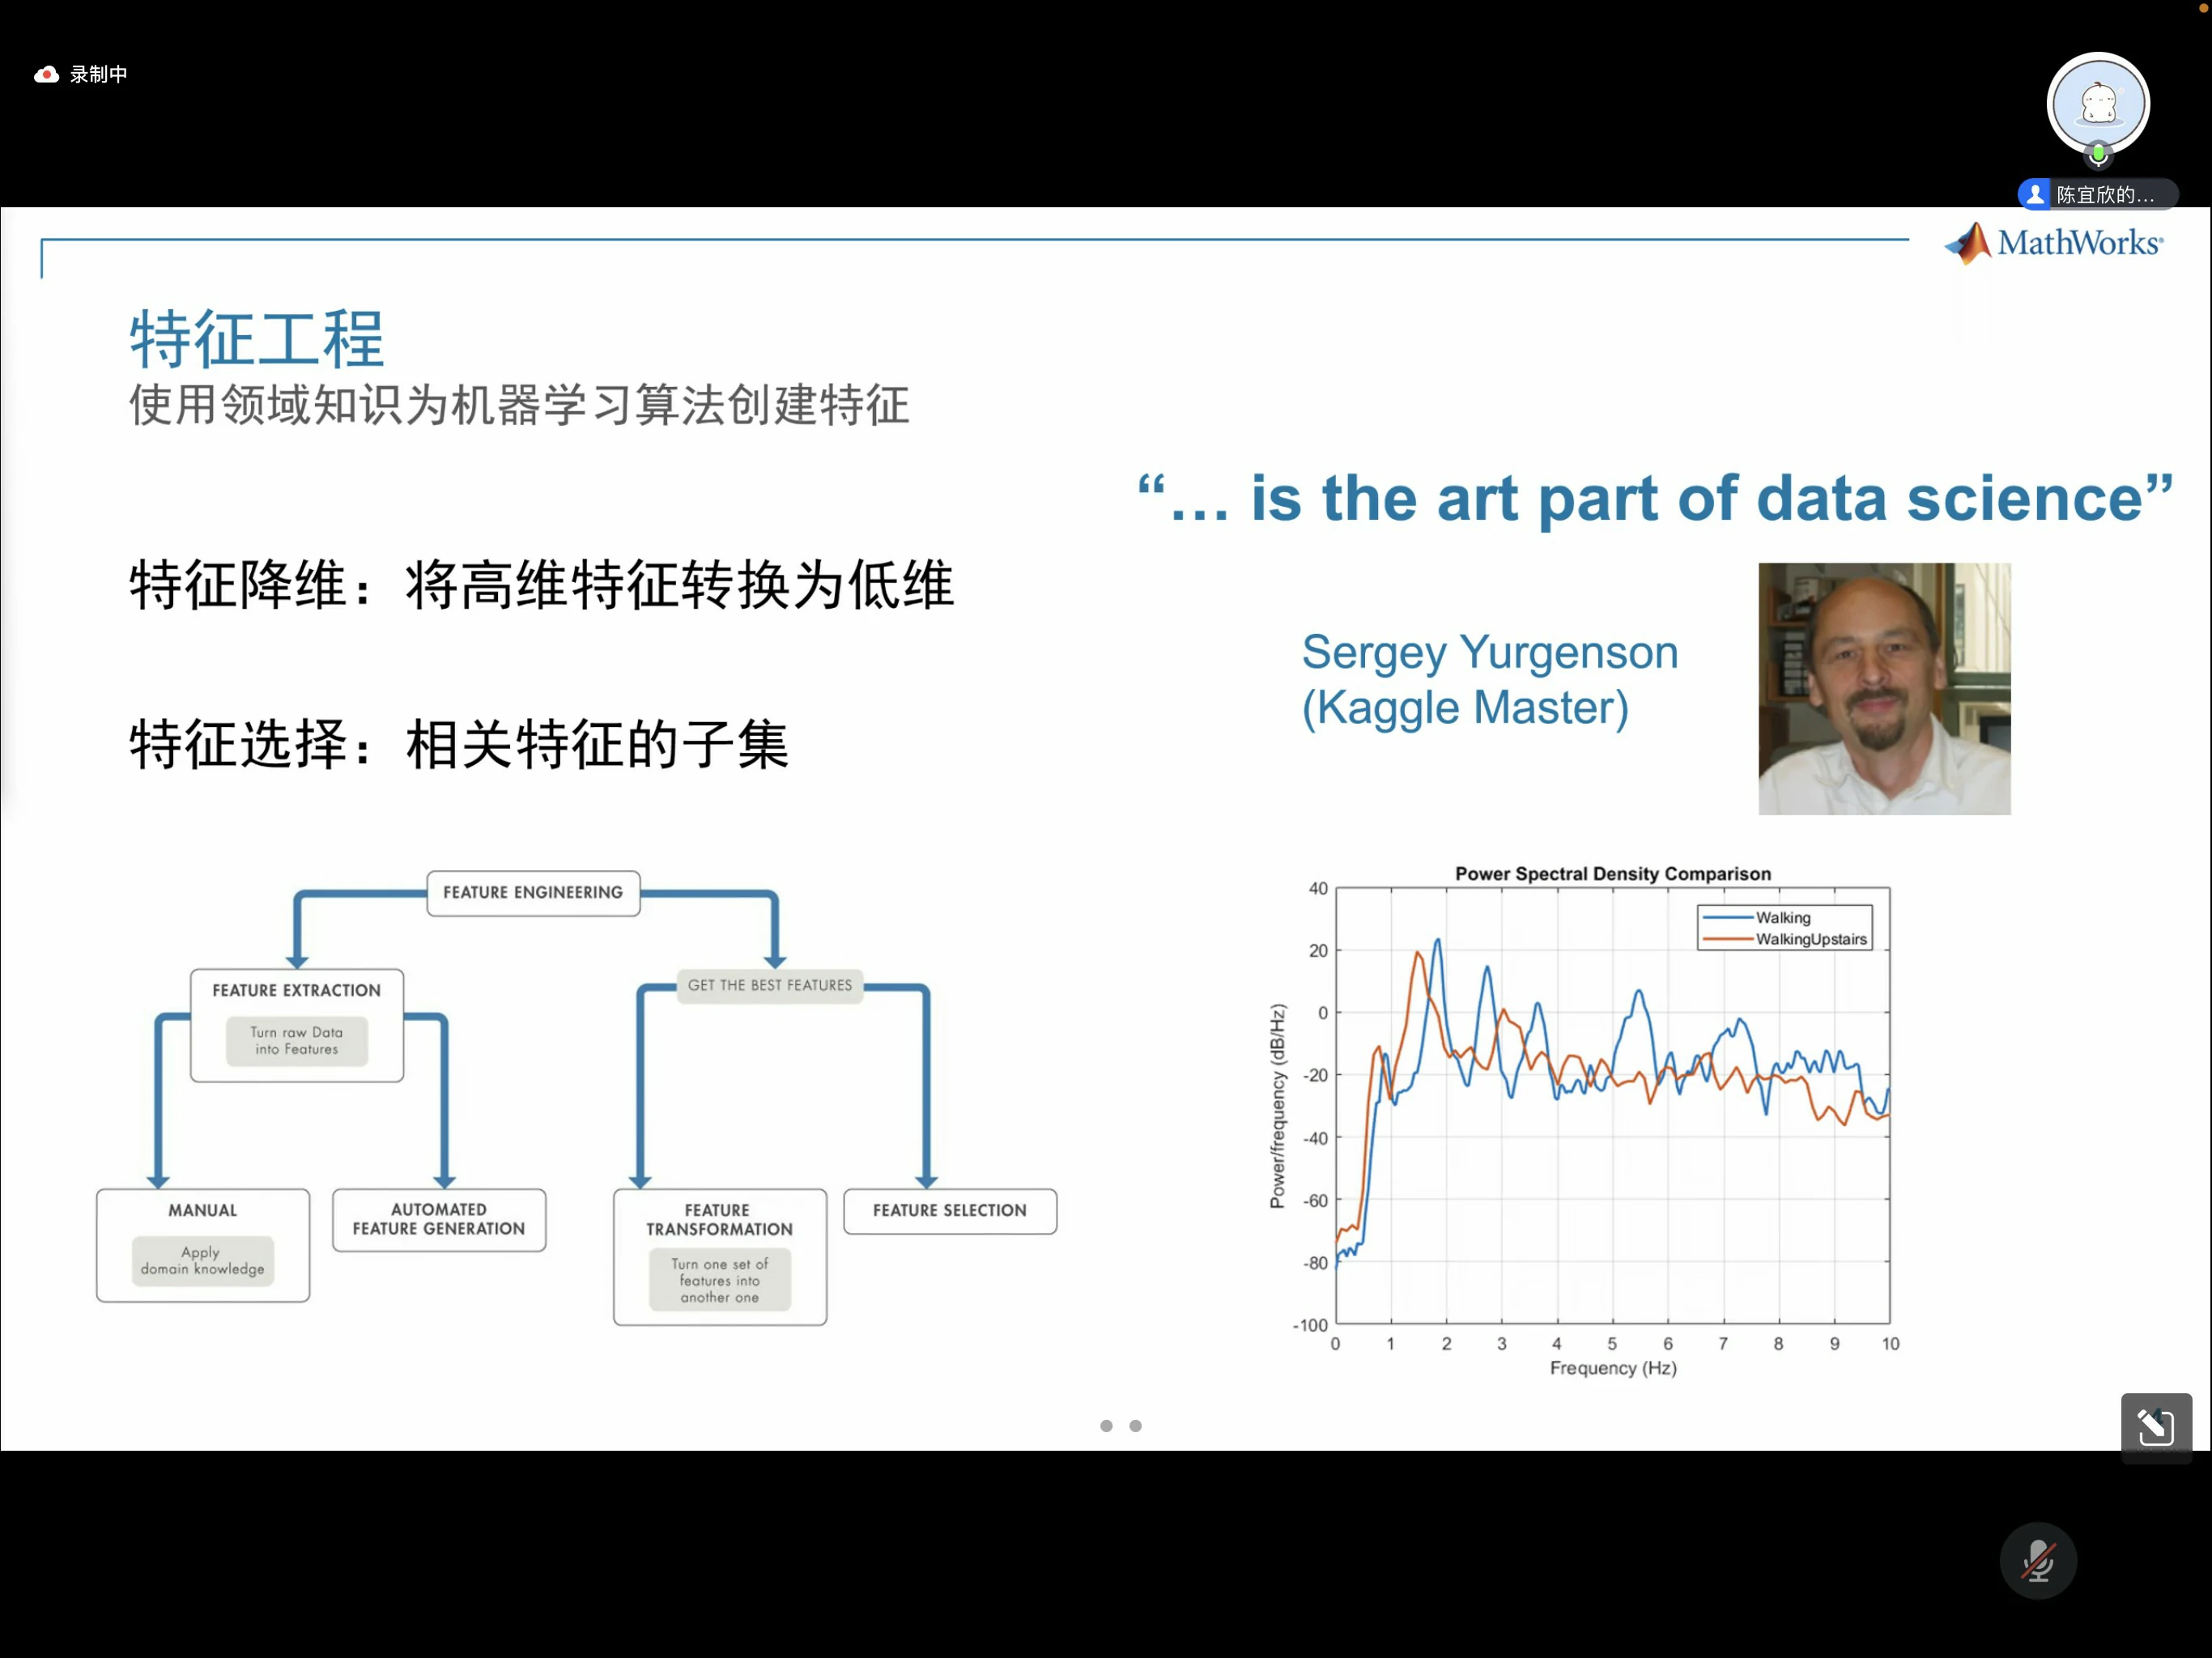 录制中
陈宜欣的...
MathWorks®
特征工程
使用领域知识为机器学习算法创建特征
“... is the art part of data science”
特征降维：将高维特征转换为低维
Sergey Yurgenson
(Kaggle Master)
特征选择：相关特征的子集
FEATURE ENGINEERING
FEATURE EXTRACTION
Turn raw Data
into Features
GET THE BEST FEATURES
MANUAL
Apply
domain knowledge
AUTOMATED
FEATURE GENERATION
FEATURE
TRANSFORMATION
Turn one set of
features into
another one
FEATURE SELECTION
Power Spectral Density Comparison
Walking
WalkingUpstairs
Power/frequency (dB/Hz)
40
20
0
-20
-40
-60
-80
-100
0 1 2 3 4 5 6 7 8 9 10
Frequency (Hz)